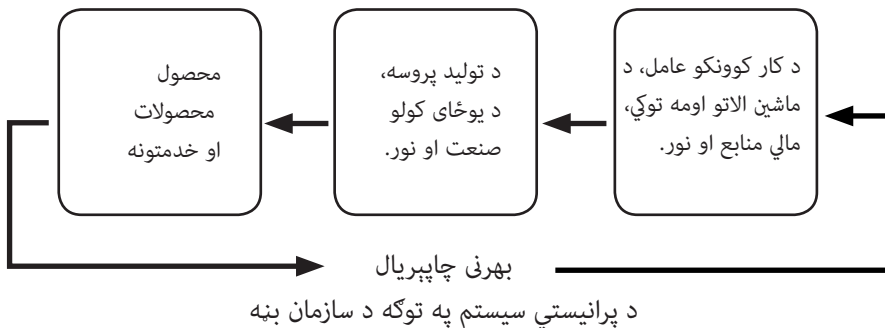 د کار کوونکو عامل، د
ماشین الاتو اومه توکي،
مالي منابع او نور.
د تولید پروسه،
د یوځای کولو
صنعت او نور.
محصول
محصولات
او خدمتونه
بهرنی چاپېریال
د پرانیستي سیستم په توګه د سازمان بڼه